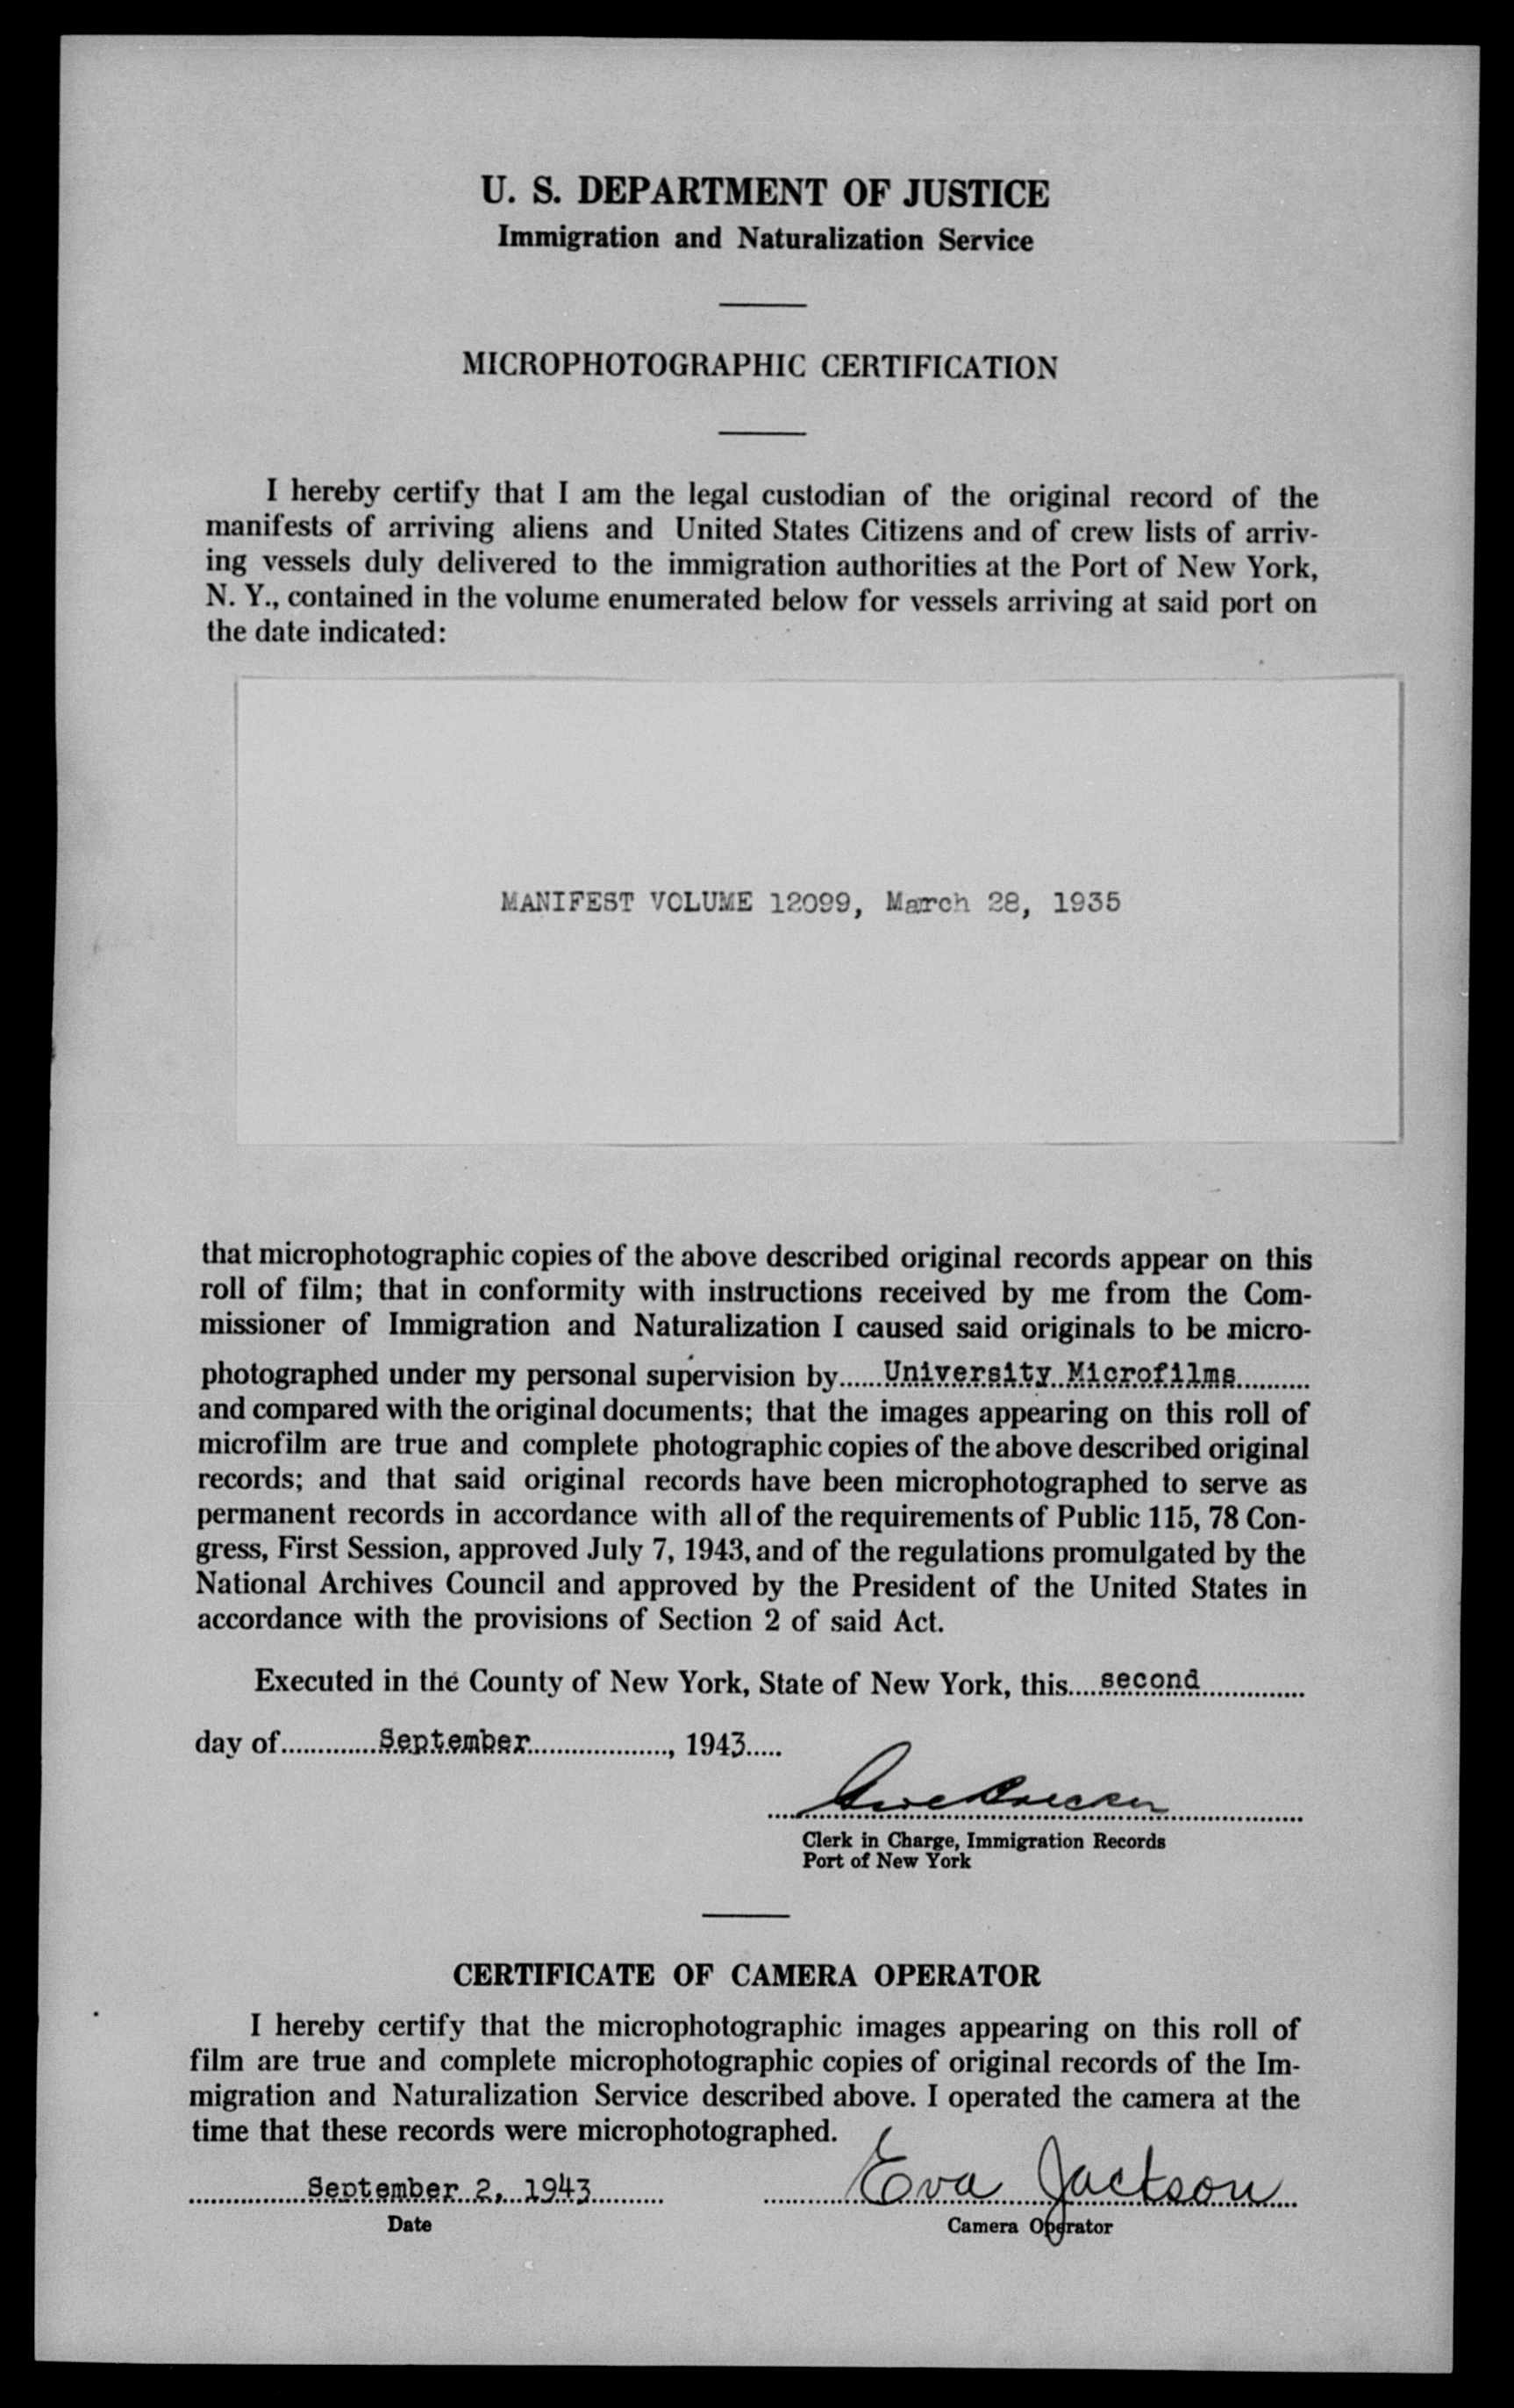 U. S. DEPARTMENT OF JUSTICE
Immigration and Naturalization Service
MICROPHOTOGRAPHIC CERTIFICATION
I hereby certify that I am the legal custodian of the original record of the
manifests of arriving aliens and United States Citizens and of crew lists of arriv-
ing vessels duly delivered to the immigration authorities at the Port of New York,
N. Y., contained in the volume enumerated below for vessels arriving at said port on
the date indicated:
MANIFEST VOLUME 12099, March 28, 1935
that microphotographic copies of the above described original records appear on this
roll of film; that in conformity with instructions received by me from the Com-
missioner of Immigration and Naturalization I caused said originals to be micro-
photographed under my personal supervision by......University Microfilms..........
and compared with the original documents; that the images appearing on this roll of
microfilm are true and complete photographic copies of the above described original
records; and that said original records have been microphotographed to serve as
permanent records in accordance with all of the requirements of Public 115, 78 Con-
gress, First Session, approved July 7, 1943, and of the regulations promulgated by the
National Archives Council and approved by the President of the United States in
accordance with the provisions of Section 2 of said Act.
Executed in the County of New York, State of New York, this....second..............
day of.............September..................., 1943.....
Clerk in Charge, Immigration Records
Port of New York
CERTIFICATE OF CAMERA OPERATOR
I hereby certify that the microphotographic images appearing on this roll of
film are true and complete microphotographic copies of original records of the Im-
migration and Naturalization Service described above. I operated the camera at the
time that these records were microphotographed.
September 2, 1943 Eva Jackson
Date Camera Operator